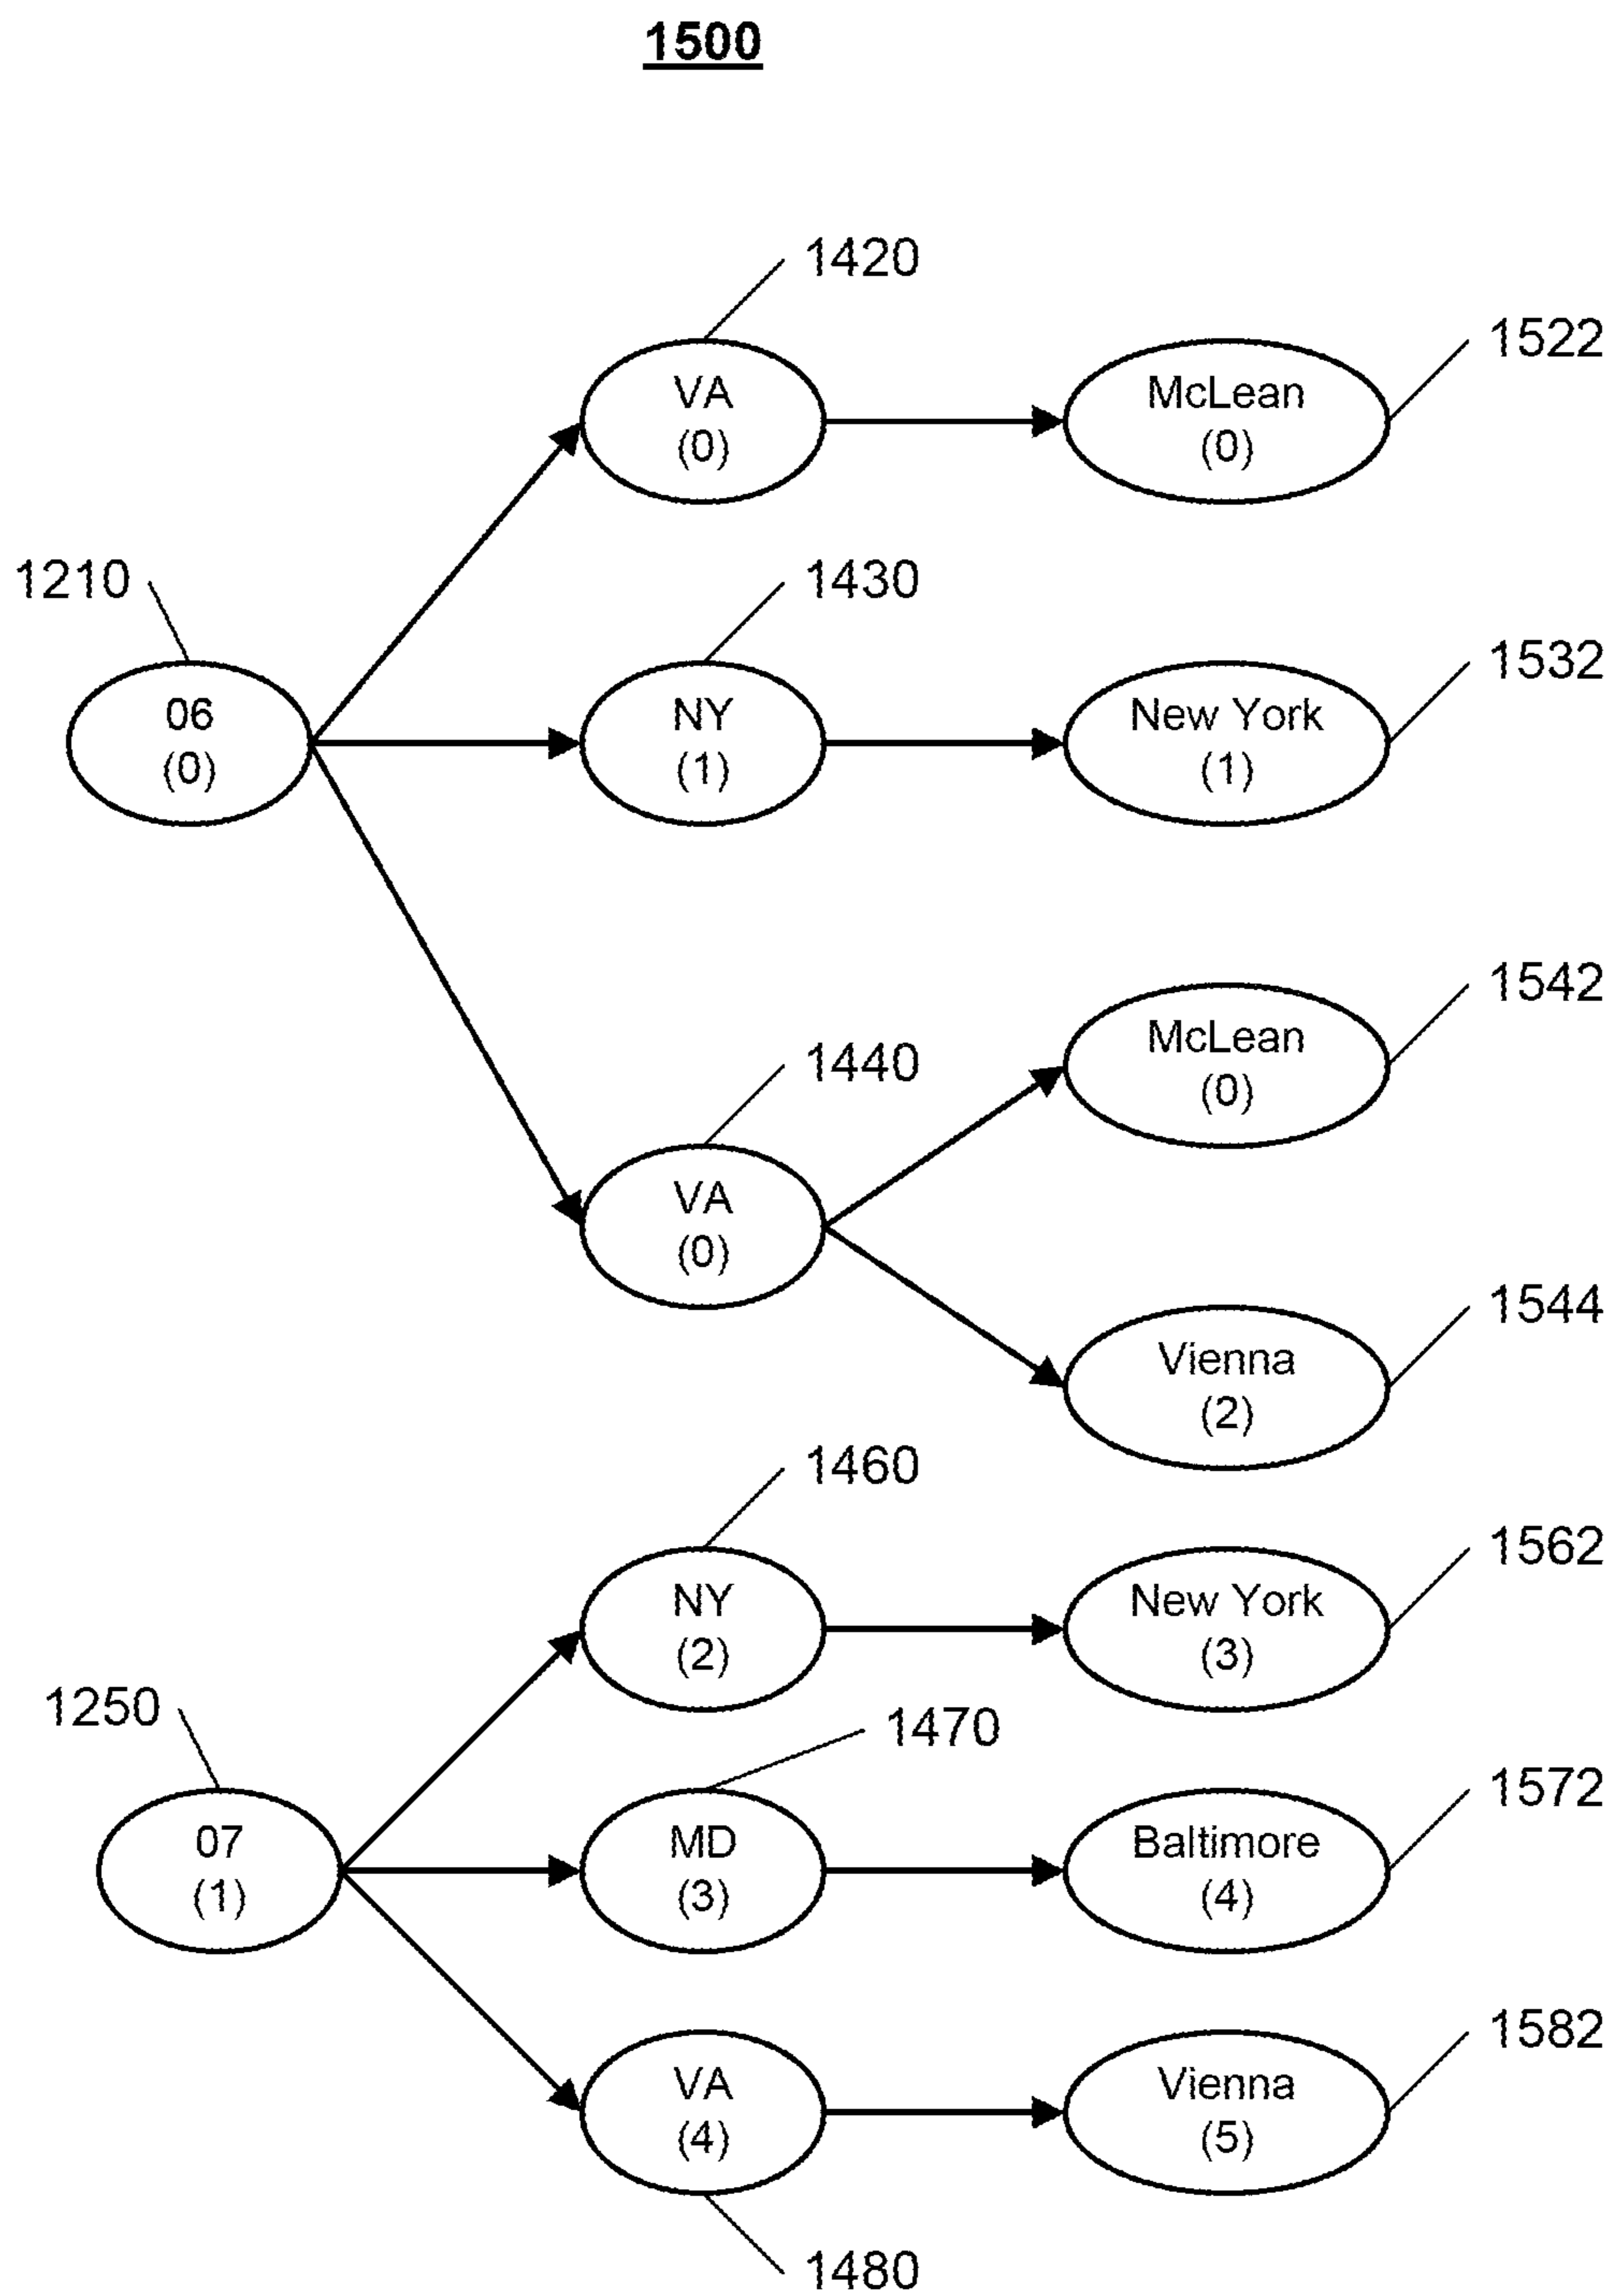 1500
1420
VA
(0)
1522
McLean
(0)
1210
06
(0)
1430
NY
(1)
1532
New York
(1)
1542
McLean
(0)
1440
VA
(0)
1544
Vienna
(2)
1460
NY
(2)
1562
New York
(3)
1250
07
(1)
1470
MD
(3)
1572
Baltimore
(4)
1582
VA
(4)
Vienna
(5)
1480